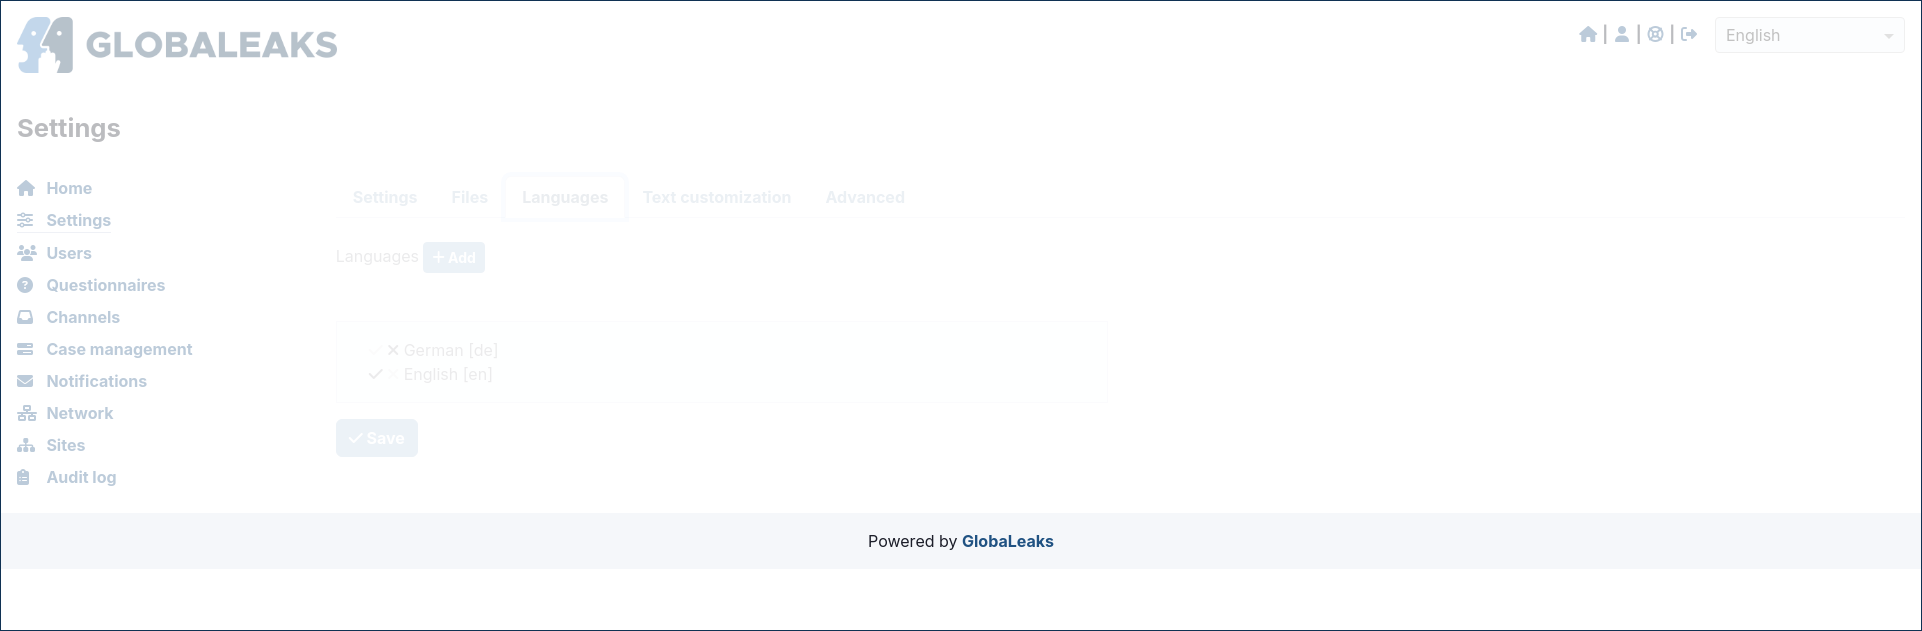 GLOBALEAKS
English
Settings
Home
Settings
Users
Questionnaires
Channels
Case management
Notifications
Network
Sites
Audit log
Settings Files Languages Text customization Advanced
Languages Add
German [de]
English [en]
Save
Powered by GlobaLeaks